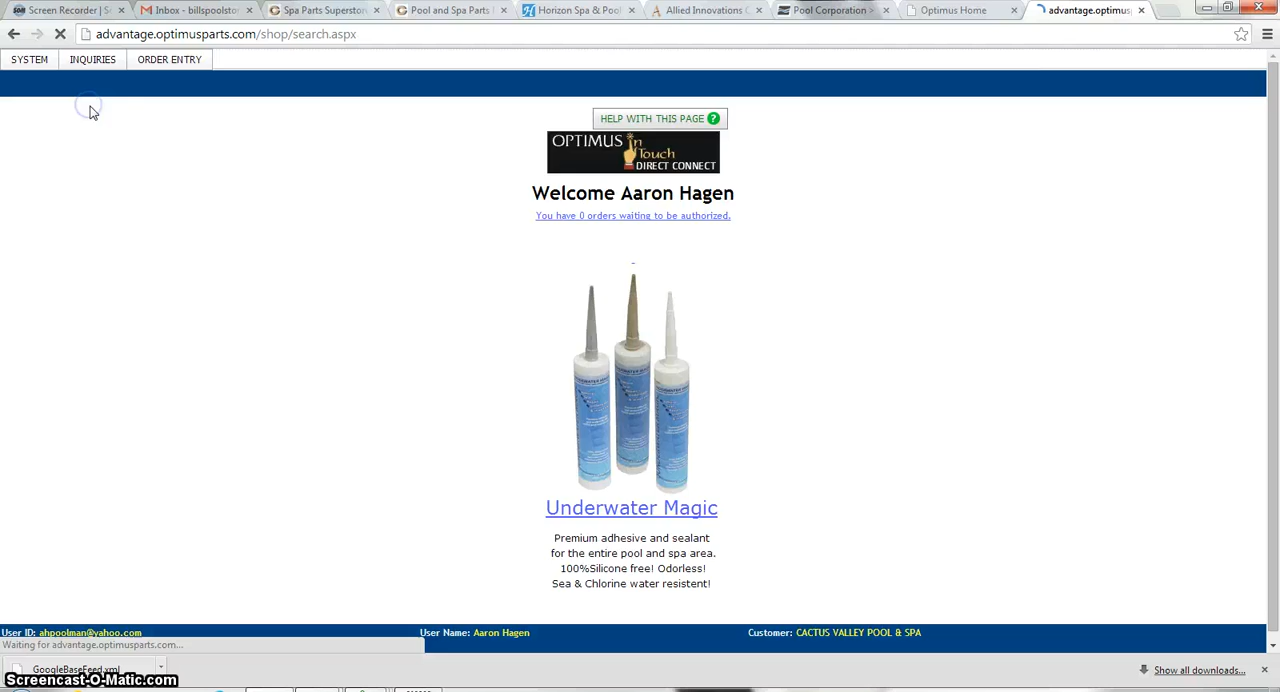 Screen Recorder | S
Inbox - billspoolsto
Spa Parts Superstor
Pool and Spa Parts
Horizon Spa & Pool
Allied Innovations
Pool Corporation >
Optimus Home
advantage.optimus
advantage.optimusparts.com/shop/search.aspx
SYSTEM INQUIRIES ORDER ENTRY
HELP WITH THIS PAGE ?
OPTIMUS in
Touch
DIRECT CONNECT
Welcome Aaron Hagen
You have 0 orders waiting to be authorized.
-
Underwater Magic
Premium adhesive and sealant
for the entire pool and spa area.
100%Silicone free! Odorless!
Sea & Chlorine water resistent!
User ID: ahpoolman@yahoo.com User Name: Aaron Hagen Customer: CACTUS VALLEY POOL & SPA
Waiting for advantage.optimusparts.com...
GoogleBaseFeed.xml
Show all downloads...
Screencast-O-Matic.com